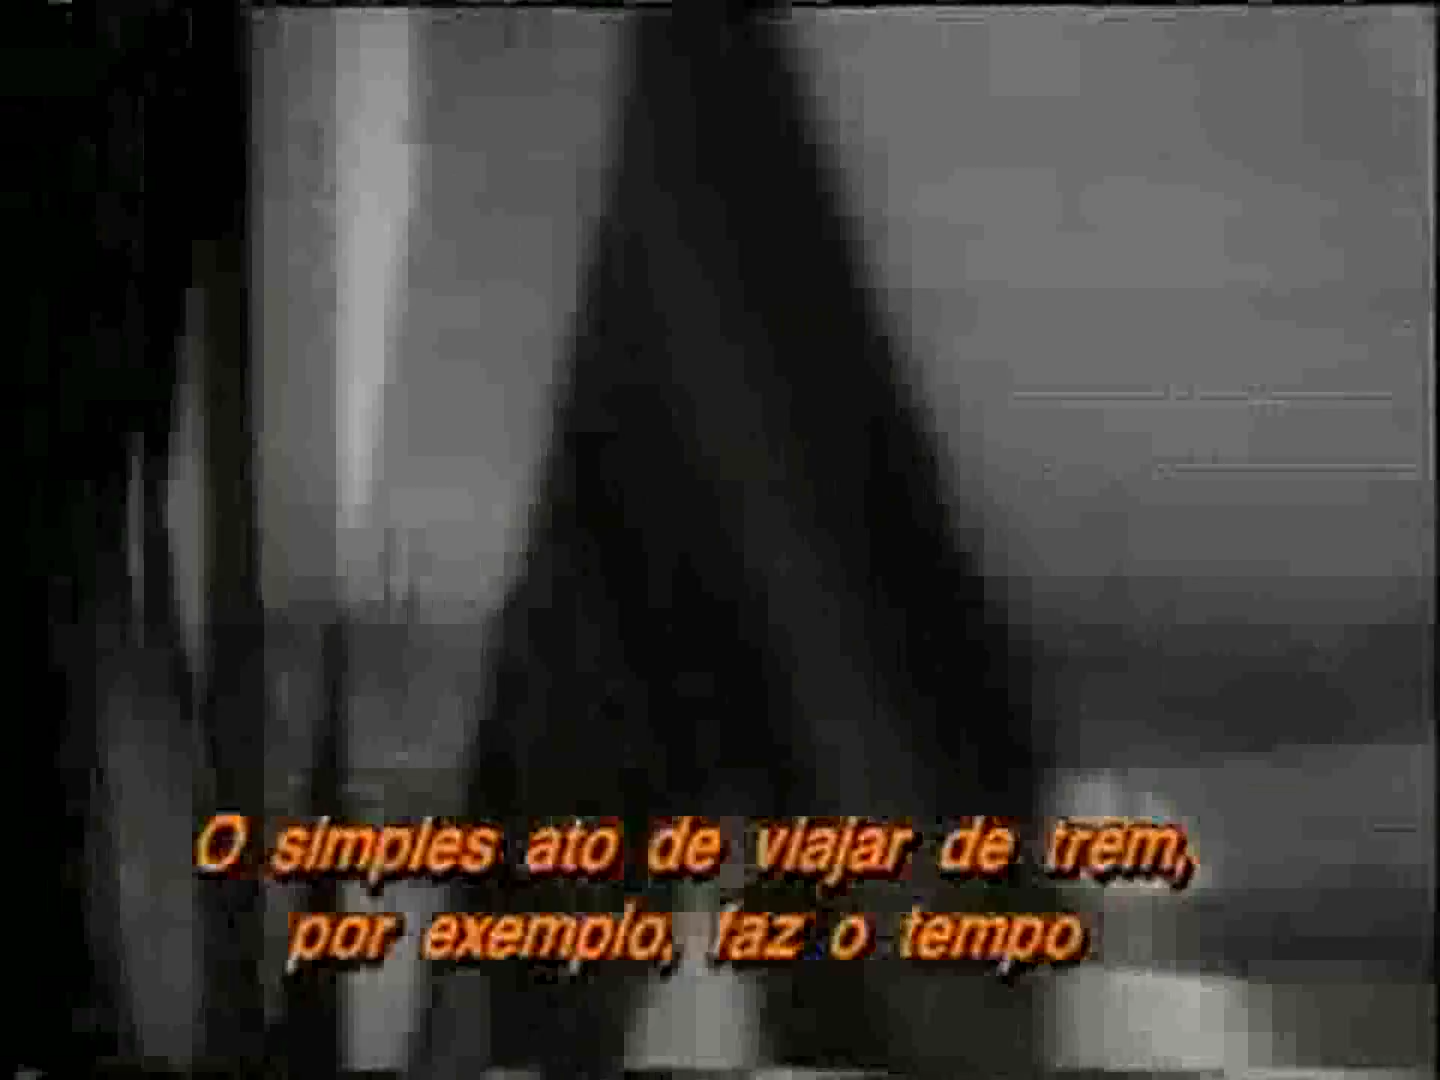 O simples ato de viajar de trem,
por exemplo, faz o tempo